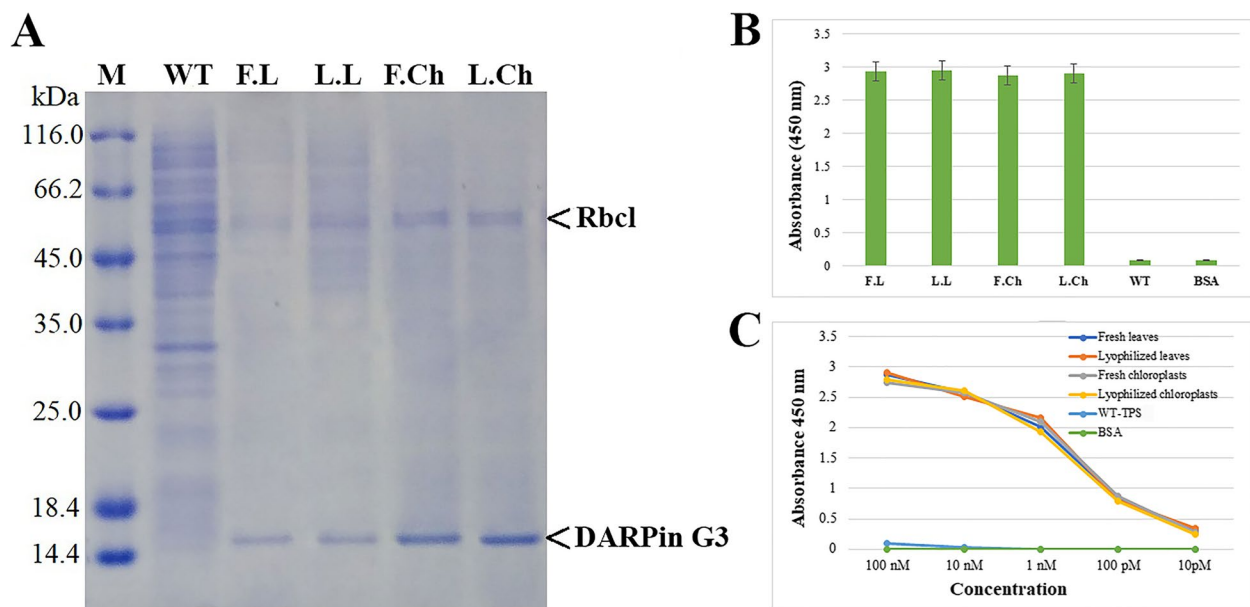 A
M WT F.L L.L F.Ch L.Ch
kDa
116.0
66.2
45.0
35.0
25.0
18.4
14.4
Rbcl
DARPin G3
B
Absorbance (450 nm)
3.5
3
2.5
2
1.5
1
0.5
0
F.L L.L F.Ch L.Ch WT BSA
C
Absorbance 450 nm
3.5
3
2.5
2
1.5
1
0.5
0
Fresh leaves
Lyophilized leaves
Fresh chloroplasts
Lyophilized chloroplasts
WT-TPS
BSA
100 nM 10 nM 1 nM 100 pM 10pM
Concentration